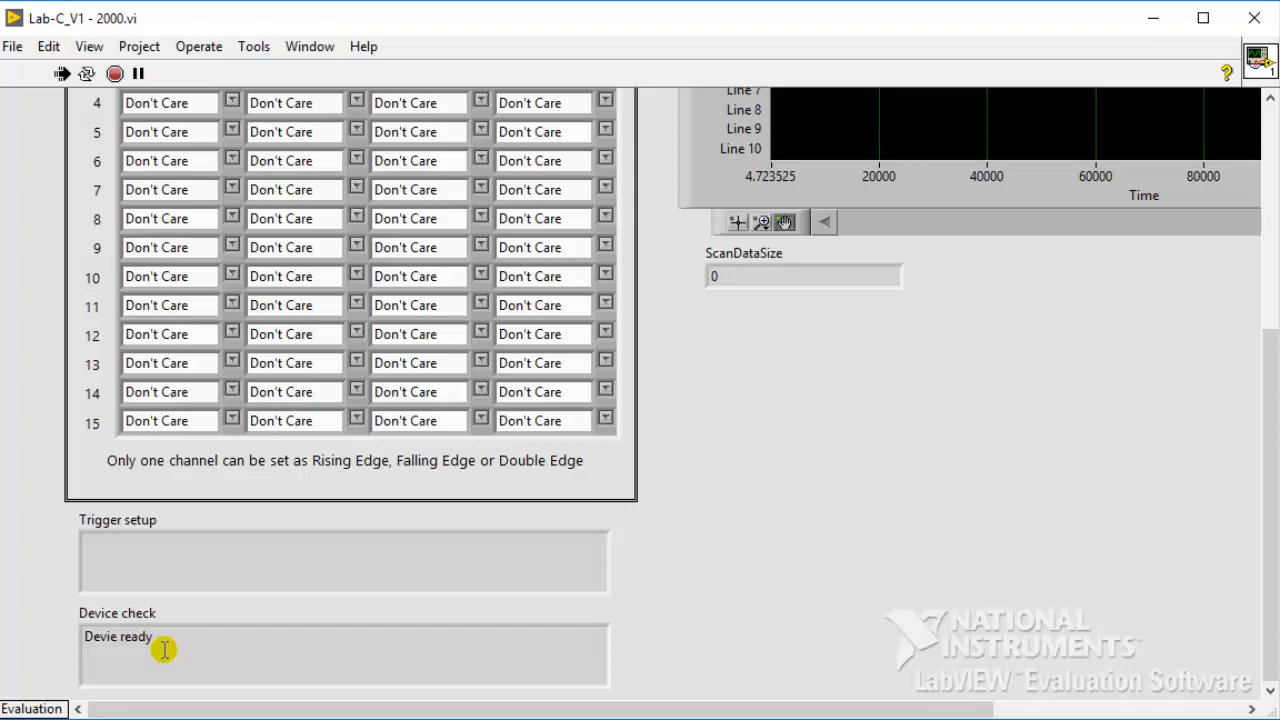 Lab-C_V1 - 2000.vi
File Edit View Project Operate Tools Window Help
1
4 Don't Care Don't Care Don't Care Don't Care
5 Don't Care Don't Care Don't Care Don't Care
6 Don't Care Don't Care Don't Care Don't Care
7 Don't Care Don't Care Don't Care Don't Care
8 Don't Care Don't Care Don't Care Don't Care
9 Don't Care Don't Care Don't Care Don't Care
10 Don't Care Don't Care Don't Care Don't Care
11 Don't Care Don't Care Don't Care Don't Care
12 Don't Care Don't Care Don't Care Don't Care
13 Don't Care Don't Care Don't Care Don't Care
14 Don't Care Don't Care Don't Care Don't Care
15 Don't Care Don't Care Don't Care Don't Care
Only one channel can be set as Rising Edge, Falling Edge or Double Edge
Trigger setup
Device check
Devie ready
Line 7
Line 8
Line 9
Line 10
4.723525 20000 40000 60000 80000
Time
ScanDataSize
0
NATIONAL
INSTRUMENTS™
LabVIEW™ Evaluation Software
Evaluation